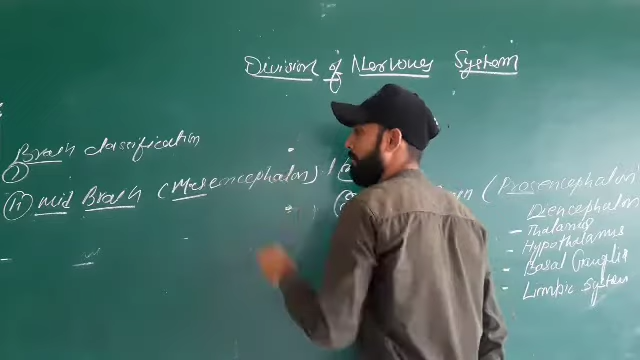 Division of Nervous System
Brain classification
(ii) Mid Brain (Mesencephalon)
(Prosencephalon
Diencephalon
- Thalamus
- Hypothalamus
- Basal Ganglia
- Limbic System